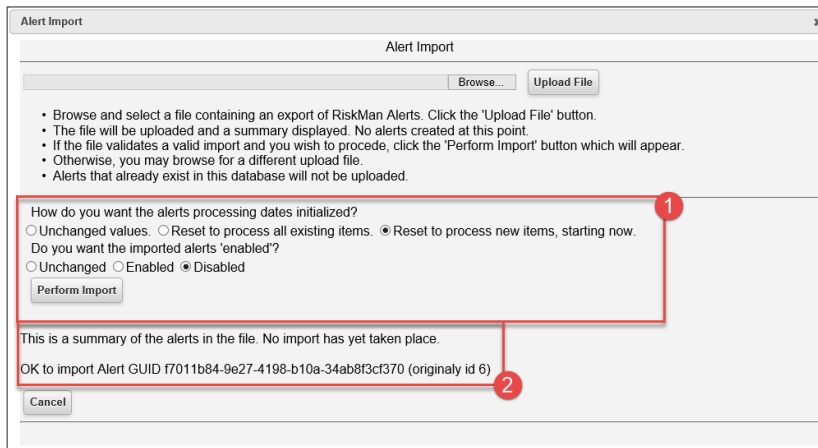 Alert Import
Alert Import
Browse... Upload File
• Browse and select a file containing an export of RiskMan Alerts. Click the 'Upload File' button.
• The file will be uploaded and a summary displayed. No alerts created at this point.
• If the file validates a valid import and you wish to procede, click the 'Perform Import' button which will appear.
• Otherwise, you may browse for a different upload file.
• Alerts that already exist in this database will not be uploaded.
1
How do you want the alerts processing dates initialized?
Unchanged values. Reset to process all existing items. Reset to process new items, starting now.
Do you want the imported alerts 'enabled'?
Unchanged Enabled Disabled
Perform Import
This is a summary of the alerts in the file. No import has yet taken place.
OK to import Alert GUID f7011b84-9e27-4198-b10a-34ab8f3cf370 (originaly id 6)
2
Cancel